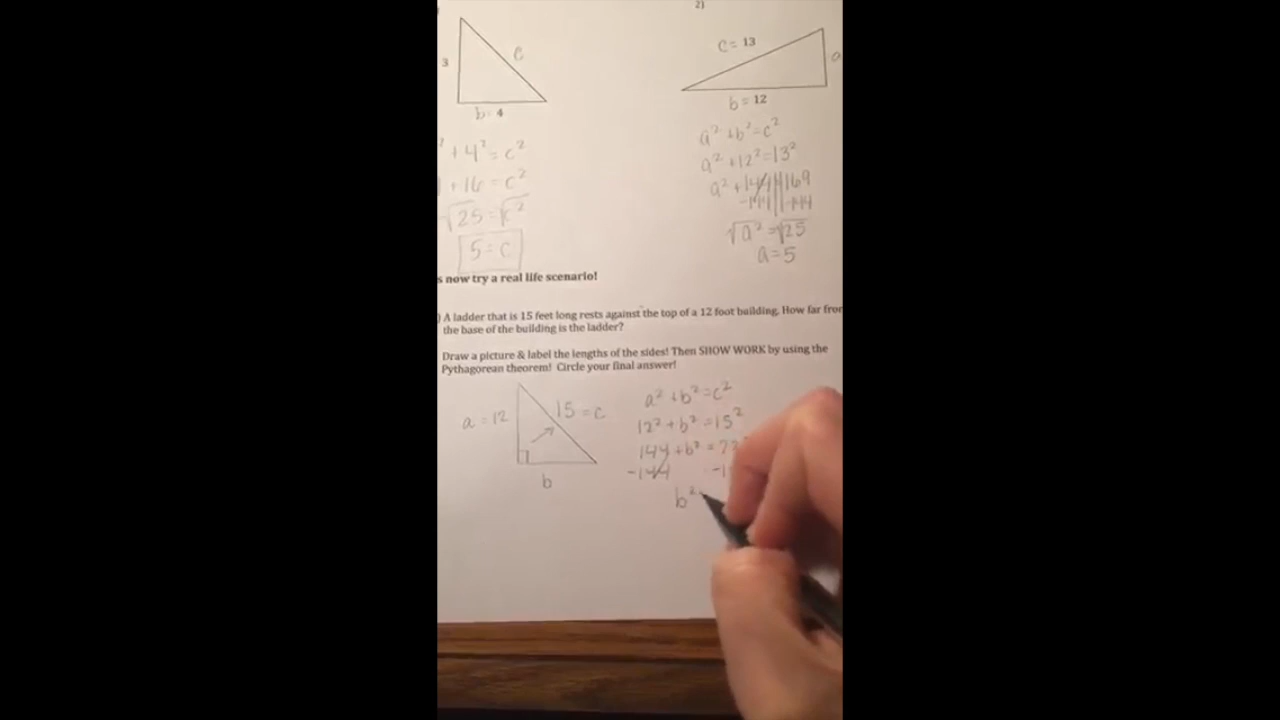 2)
3
c
b = 4
+ 4² = c²
+ 16 = c²
√25 = √c²
5 = c
c = 13
a
b = 12
a² + b² = c²
a² + 12² = 13²
a² + 144 = 169
-144 -144
√a² = √25
a = 5
s now try a real life scenario!
A ladder that is 15 feet long rests against the top of a 12 foot building. How far from
the base of the building is the ladder?
Draw a picture & label the lengths of the sides! Then SHOW WORK by using the
Pythagorean theorem! Circle your final answer!
a = 12
15 = c
b
a² + b² = c²
12² + b² = 15²
144 + b² = 22
-144 -1
b²